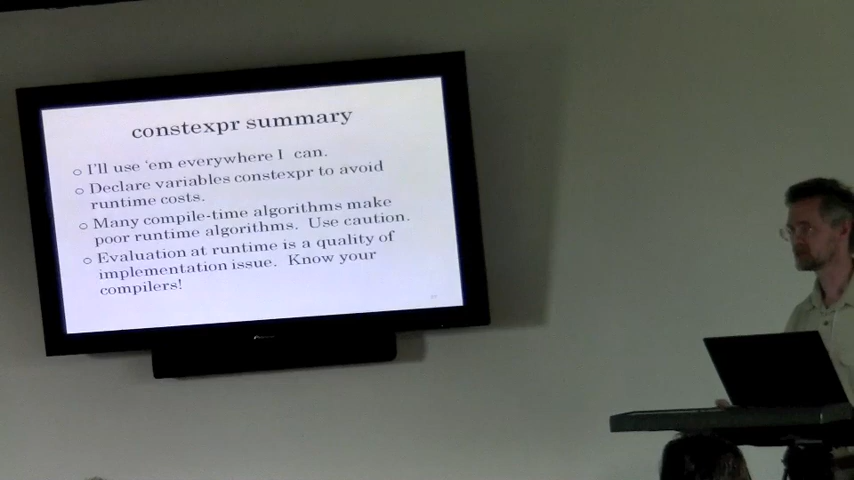 constexpr summary
I'll use 'em everywhere I can.
Declare variables constexpr to avoid
runtime costs.
Many compile-time algorithms make
poor runtime algorithms. Use caution.
Evaluation at runtime is a quality of
implementation issue. Know your
compilers!